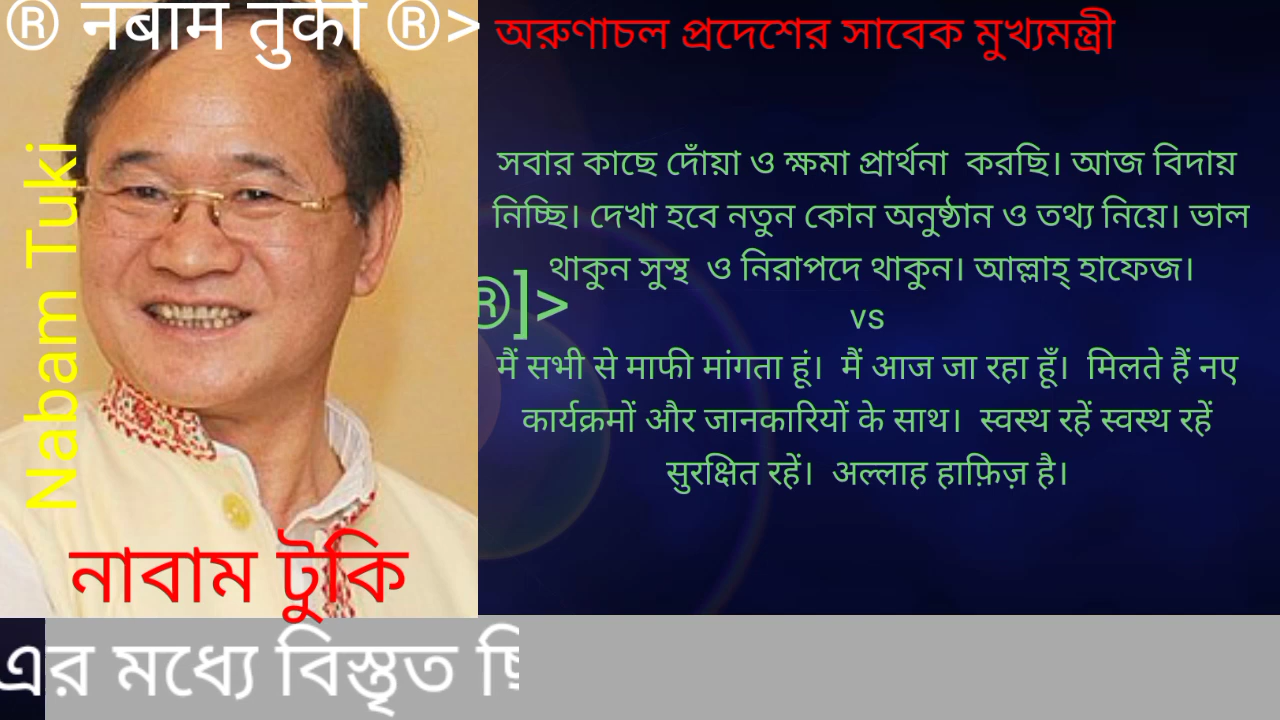 ® नबाम तुकी ®>
অরুণাচল প্রদেশের সাবেক মুখ্যমন্ত্রী
Nabam Tuki
সবার কাছে দোঁয়া ও ক্ষমা প্রার্থনা করছি। আজ বিদায়
নিচ্ছি। দেখা হবে নতুন কোন অনুষ্ঠান ও তথ্য নিয়ে। ভাল
থাকুন সুস্থ ও নিরাপদে থাকুন। আল্লাহ্ হাফেজ।
®]>
vs
मैं सभी से माफी मांगता हूं। मैं आज जा रहा हूँ। मिलते हैं नए
कार्यक्रमों और जानकारियों के साथ। स्वस्थ रहें स्वस्थ रहें
सुरक्षित रहें। अल्लाह हाफ़िज़ है।
নাবাম টুকি
এর মধ্যে বিস্তৃত